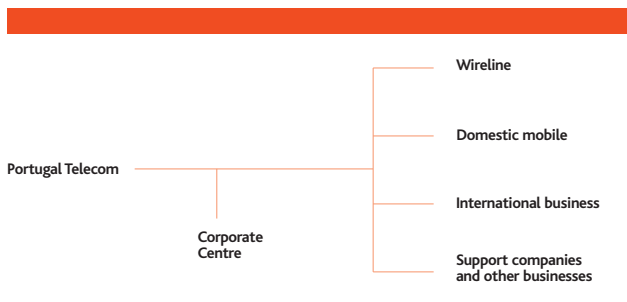 Wireline
Domestic mobile
Portugal Telecom
International business
Corporate
Centre
Support companies
and other businesses